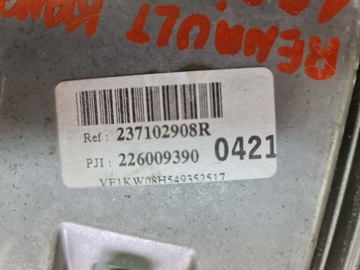 RENAULT
Ref : 237102908R
PJI : 226009390 0421
VF1KW08H549352517